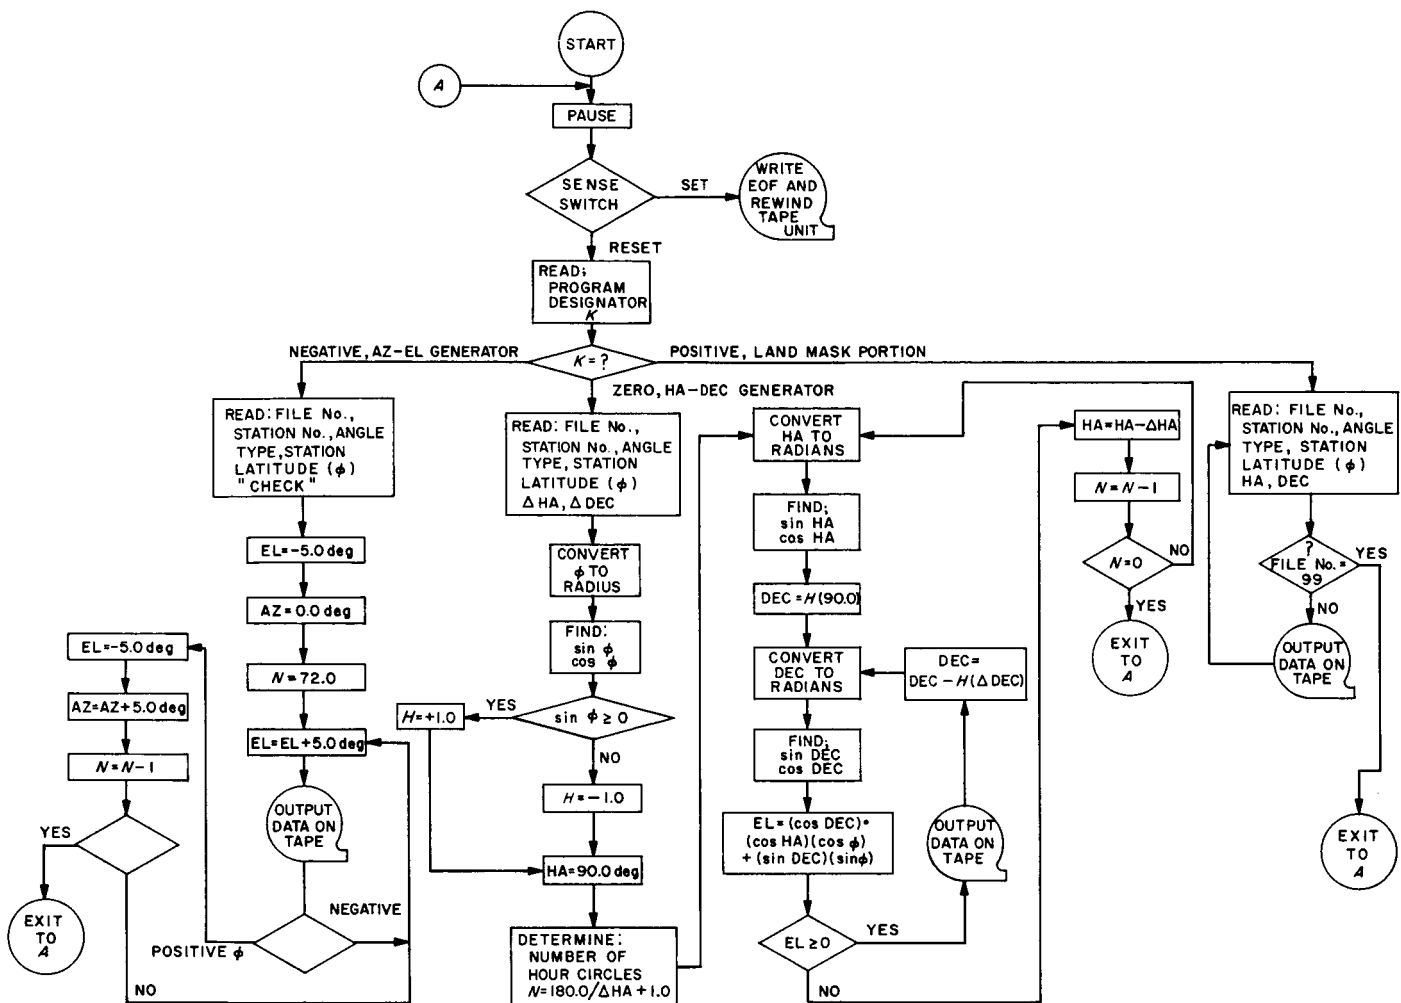 START
A
PAUSE
SENSE
SWITCH
SET
WRITE
EOF AND
REWIND
TAPE
UNIT
RESET
READ;
PROGRAM
DESIGNATOR
K
NEGATIVE, AZ-EL GENERATOR
K = ?
POSITIVE, LAND MASK PORTION
ZERO, HA-DEC GENERATOR
READ: FILE No.,
STATION No., ANGLE
TYPE, STATION
LATITUDE (ϕ)
"CHECK"
EL=-5.0 deg
AZ = 0.0 deg
N = 72.0
EL=EL+5.0 deg
OUTPUT
DATA ON
TAPE
NEGATIVE
POSITIVE ϕ
EL=-5.0 deg
AZ=AZ+5.0 deg
N = N - 1
YES
EXIT
TO
A
NO
READ: FILE No.,
STATION No., ANGLE
TYPE, STATION
LATITUDE (ϕ)
Δ HA, Δ DEC
CONVERT
ϕ TO
RADIUS
FIND:
sin ϕ
cos ϕ
sin ϕ ≥ 0
YES
H = +1.0
NO
H = - 1.0
HA = 90.0 deg
DETERMINE:
NUMBER OF
HOUR CIRCLES
N = 180.0/ΔHA + 1.0
CONVERT
HA TO
RADIANS
FIND;
sin HA
cos HA
DEC = H (90.0)
CONVERT
DEC TO
RADIANS
FIND;
sin DEC
cos DEC
EL = (cos DEC)•
(cos HA)(cos ϕ)
+ (sin DEC)(sin ϕ)
EL ≥ 0
YES
NO
OUTPUT
DATA ON
TAPE
DEC =
DEC - H (Δ DEC)
HA = HA - ΔHA
N = N - 1
N = 0
NO
YES
EXIT
TO
A
READ: FILE No.,
STATION No., ANGLE
TYPE, STATION
LATITUDE (ϕ)
HA, DEC
?
FILE No. =
99
YES
NO
OUTPUT
DATA ON
TAPE
EXIT
TO
A